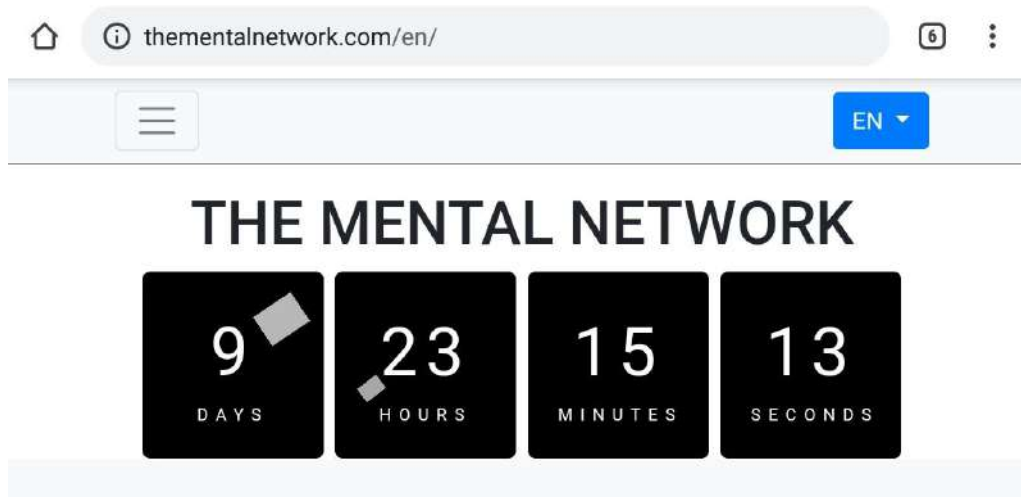 thementalnetwork.com/en/ 6
EN
THE MENTAL NETWORK
9 23 15 13
DAYS HOURS MINUTES SECONDS